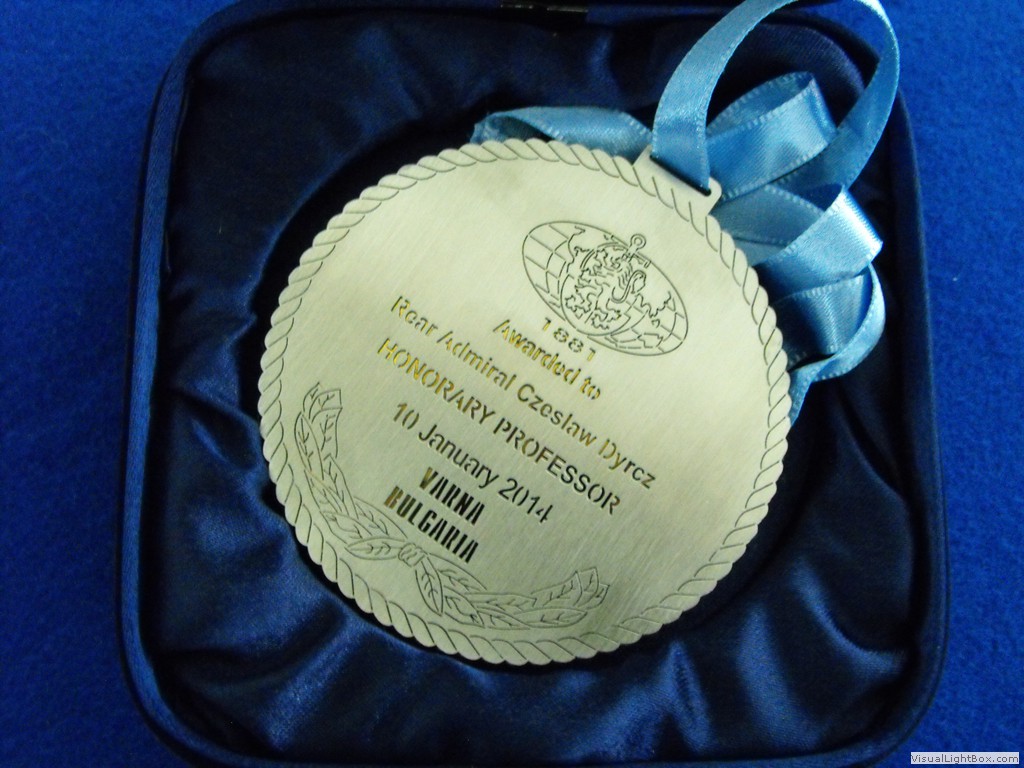 1881
Awarded to
Rear Admiral Czeslaw Dyrcz
HONORARY PROFESSOR
10 January 2014
VARNA
BULGARIA
VisualLightBox.com